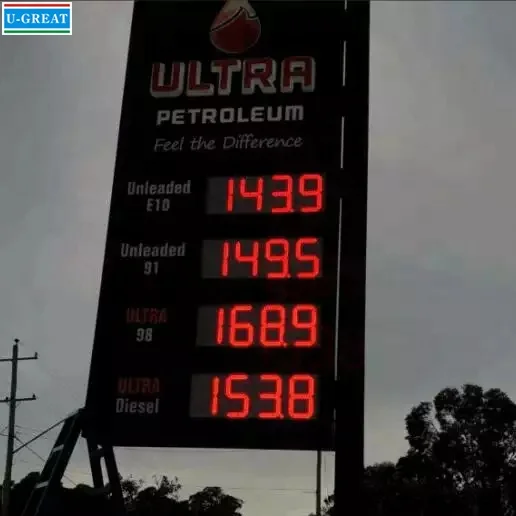 U-GREAT
ULTRA
PETROLEUM
Feel the Difference
Unleaded
E10
143.9
Unleaded
91
149.5
ULTRA
98
168.9
ULTRA
Diesel
153.8